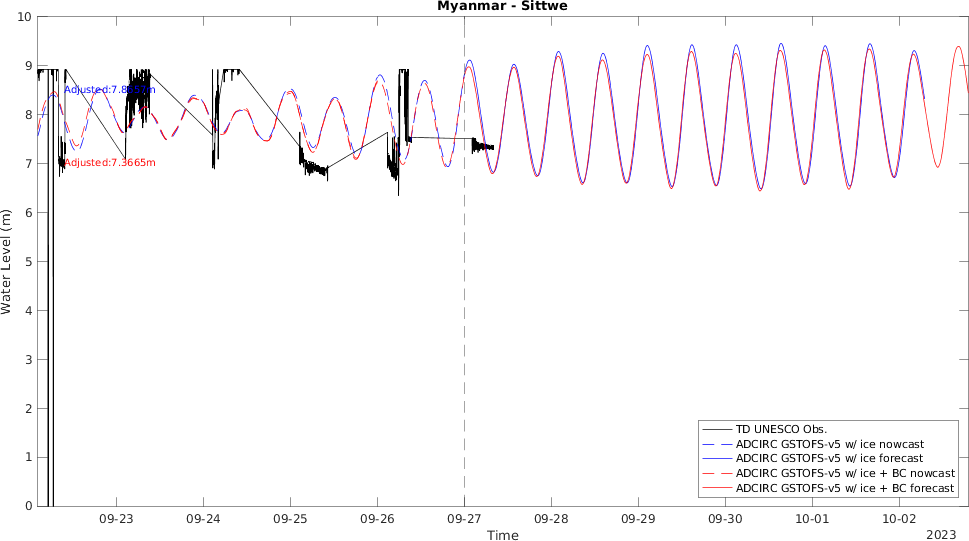 Myanmar - Sittwe
10
9
8
7
6
5
4
3
2
1
0
Water Level (m)
Adjusted:7.3665m
09-23
09-24
09-25
09-26
09-27
09-28
09-29
09-30
10-01
10-02
Time
2023
TD UNESCO Obs.
ADCIRC GSTOFS-v5 w/ ice nowcast
ADCIRC GSTOFS-v5 w/ ice forecast
ADCIRC GSTOFS-v5 w/ ice + BC nowcast
ADCIRC GSTOFS-v5 w/ ice + BC forecast